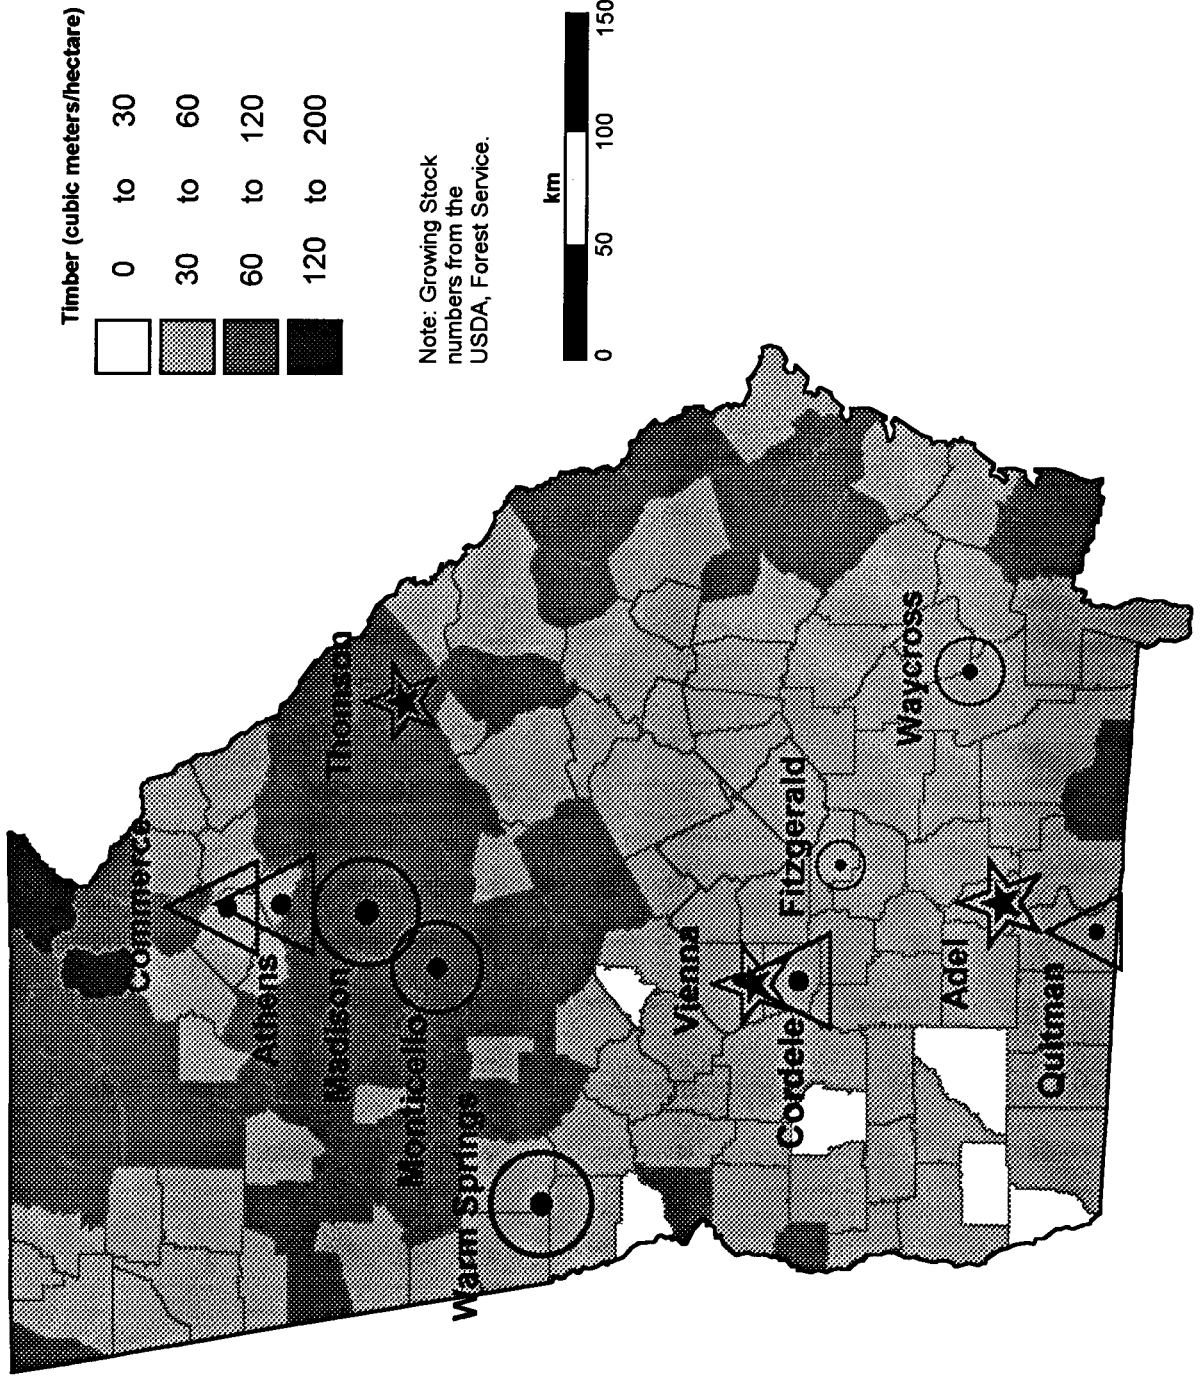 Timber (cubic meters/hectare)
0 to 30
30 to 60
60 to 120
120 to 200
Note: Growing Stock
numbers from the
USDA, Forest Service.
km
0 50 100 150
Commerce
Athens
Thomson
Madison
Monticello
Warm Springs
Vienna
Cordele
Fitzgerald
Waycross
Adel
Quitman